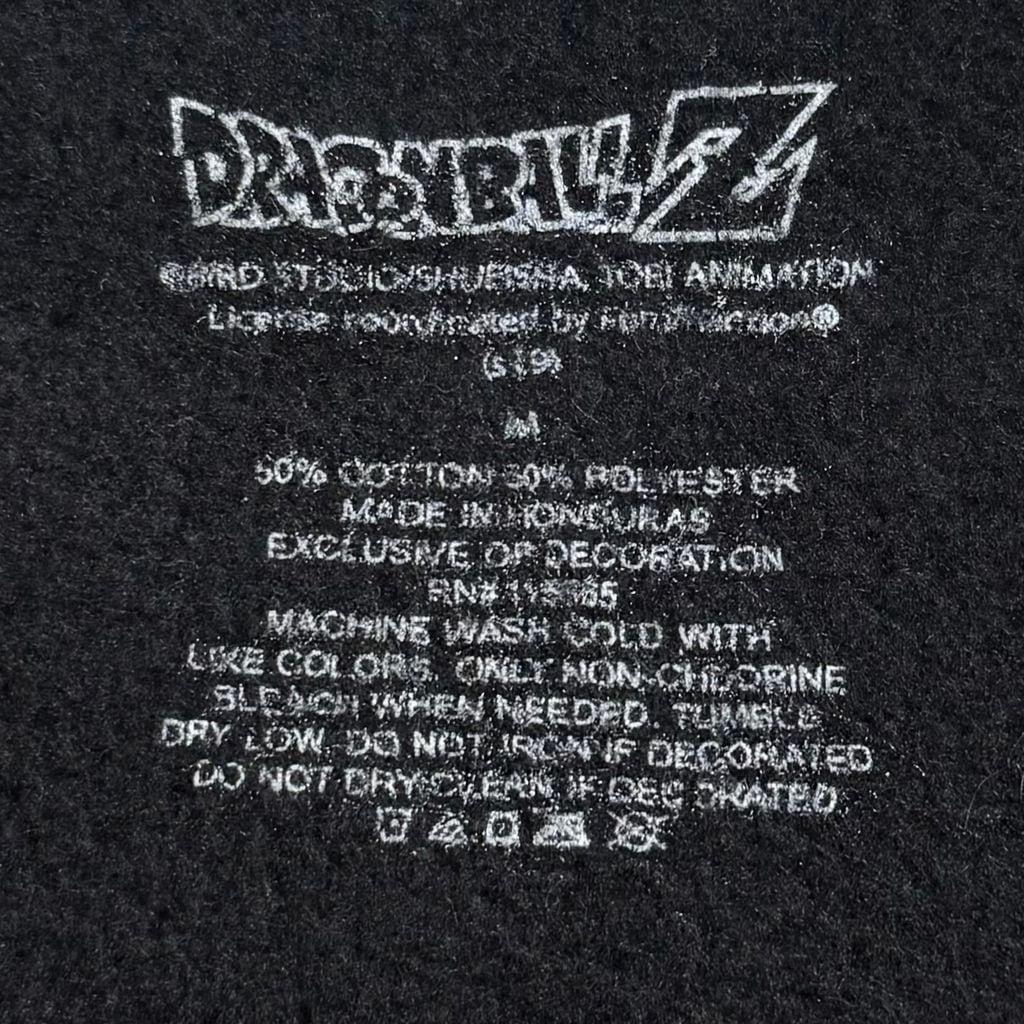 DRAGONBALL Z
©BIRD STUDIO/SHUEISHA, TOEI ANIMATION
License coordinated by Funimation®
M
50% COTTON 50% POLYESTER
MADE IN HONDURAS
EXCLUSIVE OF DECORATION
RN#
MACHINE WASH COLD WITH
LIKE COLORS. ONLY NON-CHLORINE
BLEACH WHEN NEEDED. TUMBLE
DRY LOW. DO NOT IRON IF DECORATED
DO NOT DRY CLEAN IF DECORATED.